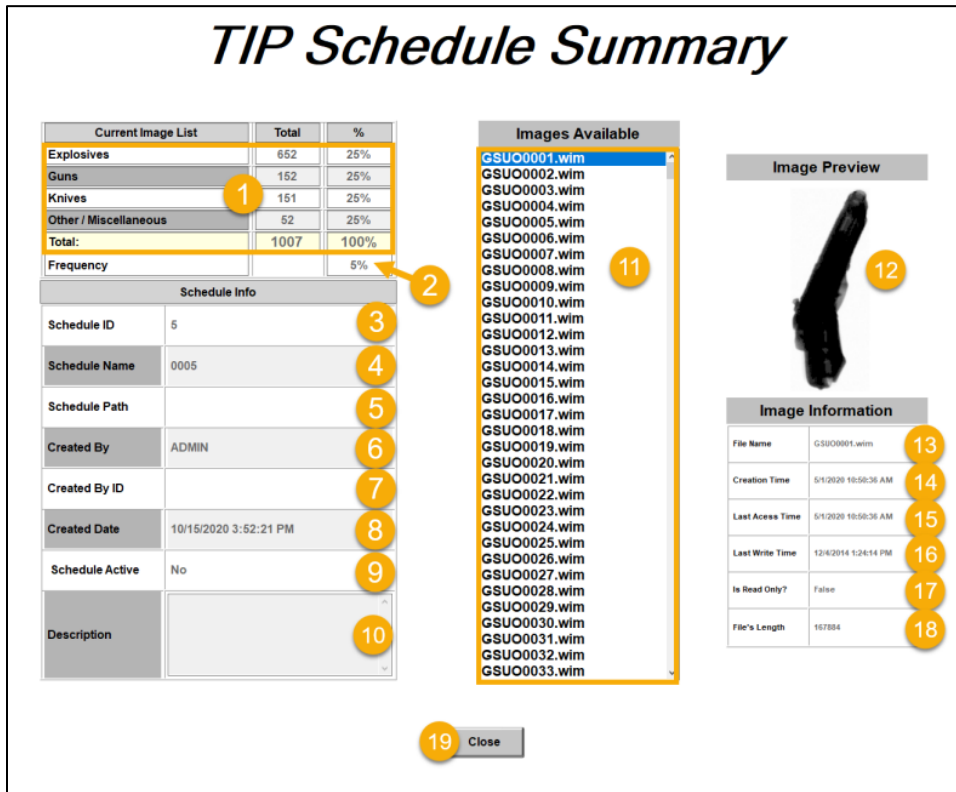 TIP Schedule Summary
Current Image List Total %
Explosives 652 25%
Guns 152 25%
Knives 151 25%
1
Other / Miscellaneous 52 25%
Total: 1007 100%
Frequency 5%
2
Schedule Info
Schedule ID 5 3
Schedule Name 0005 4
Schedule Path 5
Created By ADMIN 6
Created By ID 7
Created Date 10/15/2020 3:52:21 PM 8
Schedule Active No 9
Description 10
Images Available
GSUO0001.wim
GSUO0002.wim
GSUO0003.wim
GSUO0004.wim
GSUO0005.wim
GSUO0006.wim
GSUO0007.wim
GSUO0008.wim
GSUO0009.wim
GSUO0010.wim
GSUO0011.wim
GSUO0012.wim
GSUO0013.wim
GSUO0014.wim
GSUO0015.wim
GSUO0016.wim
GSUO0017.wim
GSUO0018.wim
GSUO0019.wim
GSUO0020.wim
GSUO0021.wim
GSUO0022.wim
GSUO0023.wim
GSUO0024.wim
GSUO0025.wim
GSUO0026.wim
GSUO0027.wim
GSUO0028.wim
GSUO0029.wim
GSUO0030.wim
GSUO0031.wim
GSUO0032.wim
GSUO0033.wim
11
Image Preview
12
Image Information
File Name GSUO0001.wim 13
Creation Time 5/1/2020 10:50:36 AM 14
Last Acess Time 5/1/2020 10:50:36 AM 15
Last Write Time 12/4/2014 1:24:14 PM 16
Is Read Only? False 17
File's Length 167884 18
19 Close